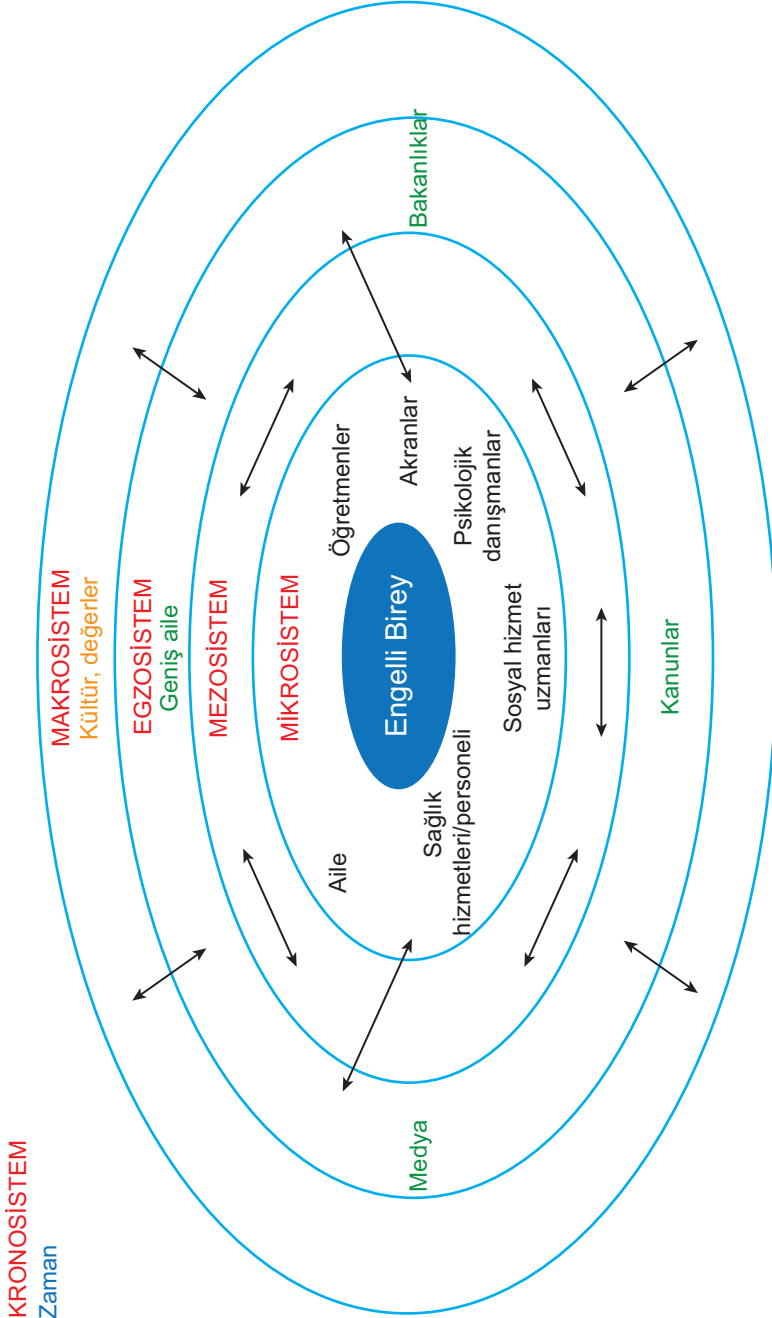 KRONOSİSTEM
Zaman
MAKROSİSTEM
Kültür, değerler
EGZOSİSTEM
Geniş aile
MEZOSİSTEM
MİKROSİSTEM
Aile
Öğretmenler
Engelli Birey
Akranlar
Medya
Bakanlıklar
Sağlık
hizmetleri/personeli
Psikolojik
danışmanlar
Sosyal hizmet
uzmanları
Kanunlar